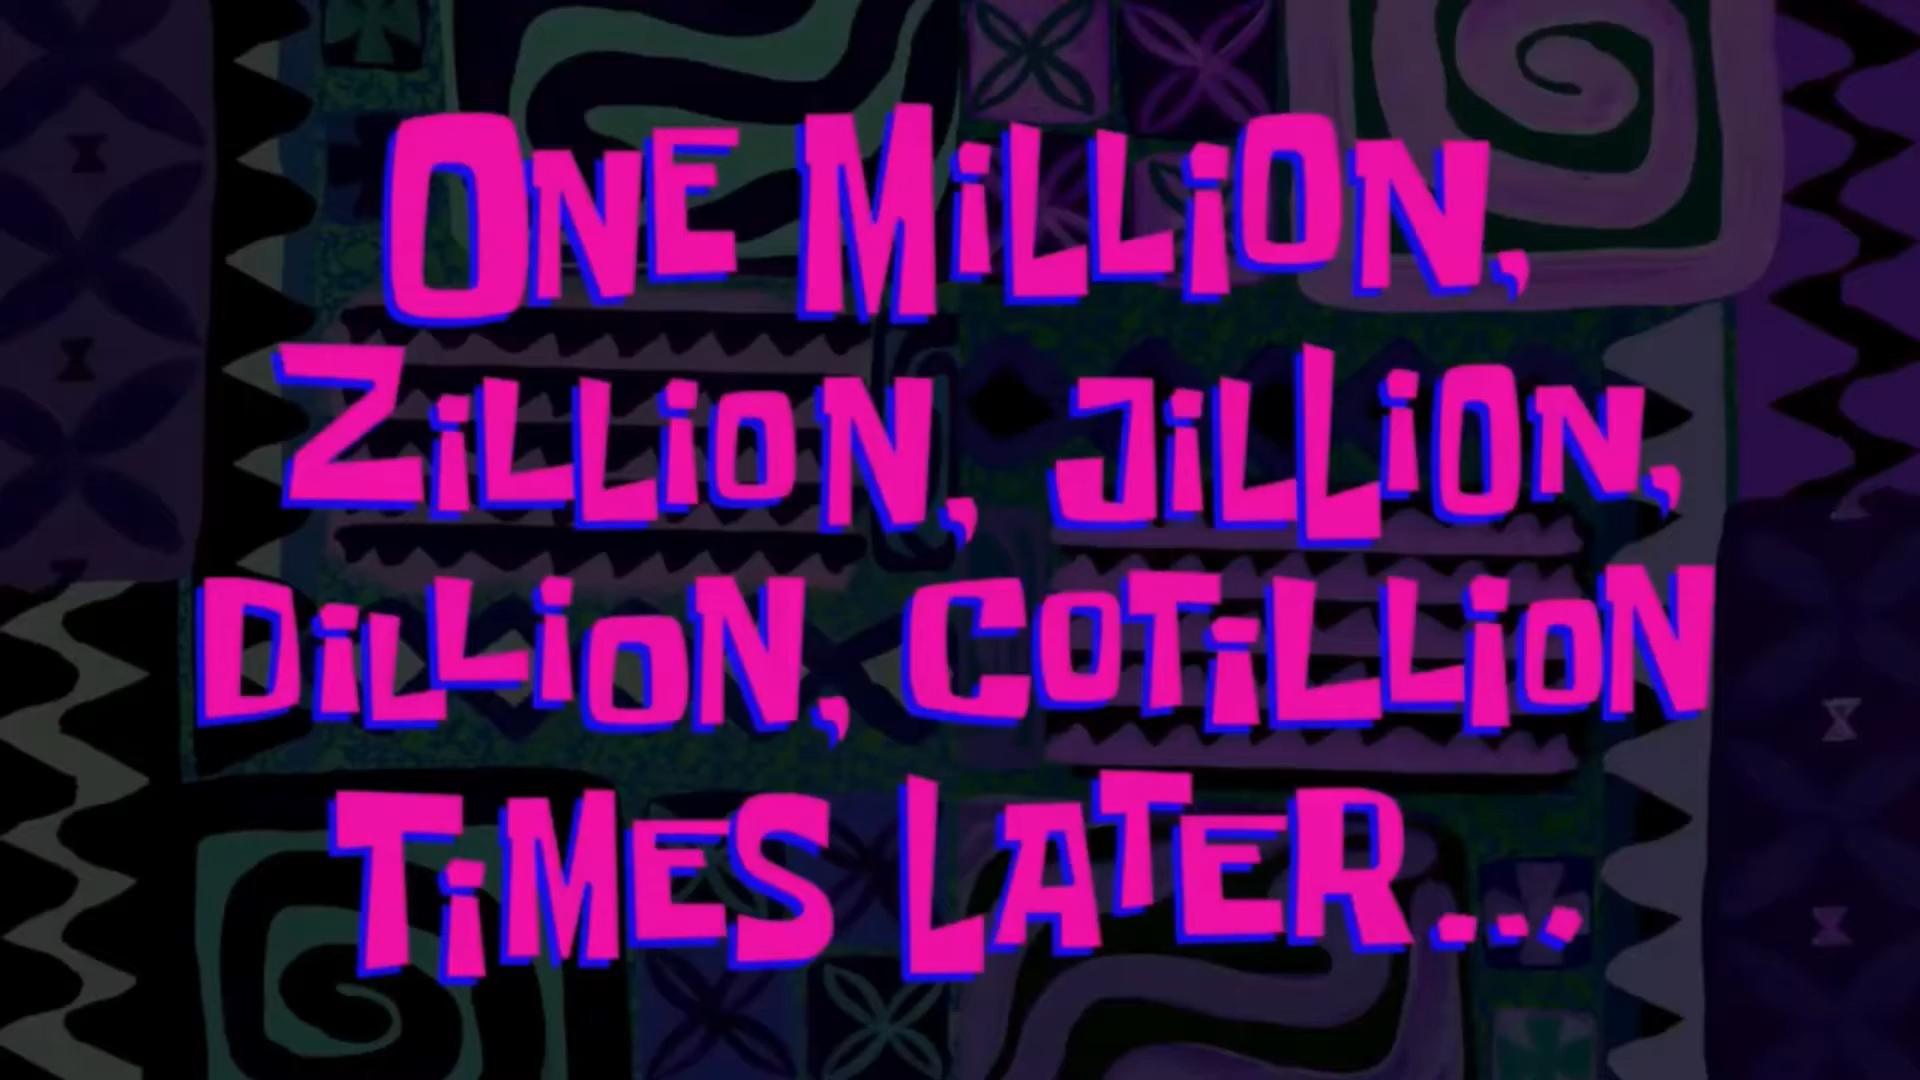 ONE MiLLiON,
ZiLLiON, JiLLiON,
DiLLiON, COTiLLiON
TiMES LATER...